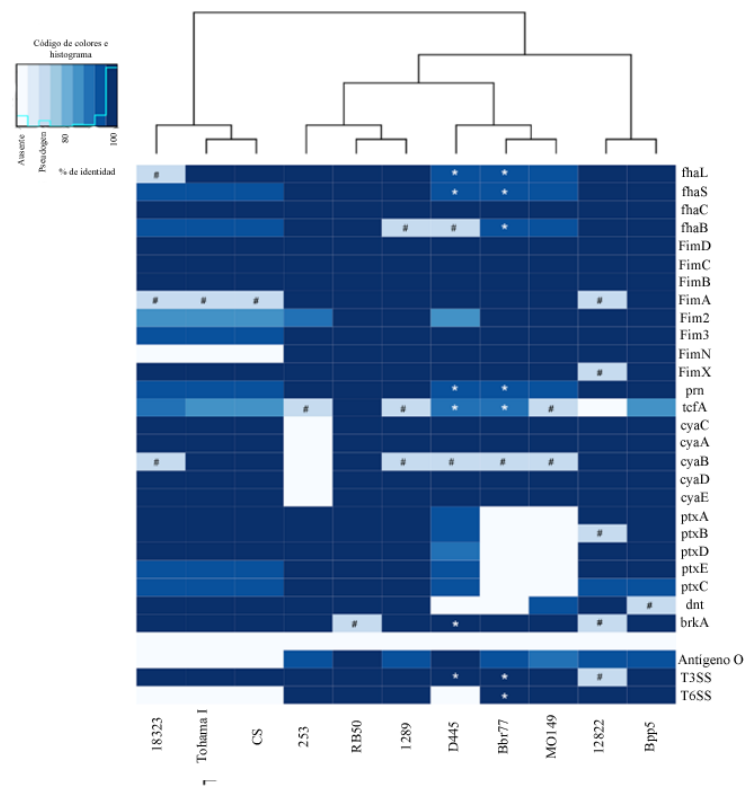 Código de colores e
histograma
Ausente
Pseudogen
80
100
% de identidad
# fhaL
* *
fhaS
* *
fhaC
fhaB
# # *
FimD
FimC
FimB
FimA
# # # #
Fim2
Fim3
FimN
FimX
#
prn
* *
tcfA
# # * * #
cyaC
cyaA
cyaB
# # # # #
cyaD
cyaE
ptxA
ptxB
#
ptxD
ptxE
ptxC
dnt
#
brkA
# * #
Antígeno O
T3SS
* * #
T6SS
*
18323
Tohama I
CS
253
RB50
1289
D445
Bbr77
MO149
12822
Bpp5